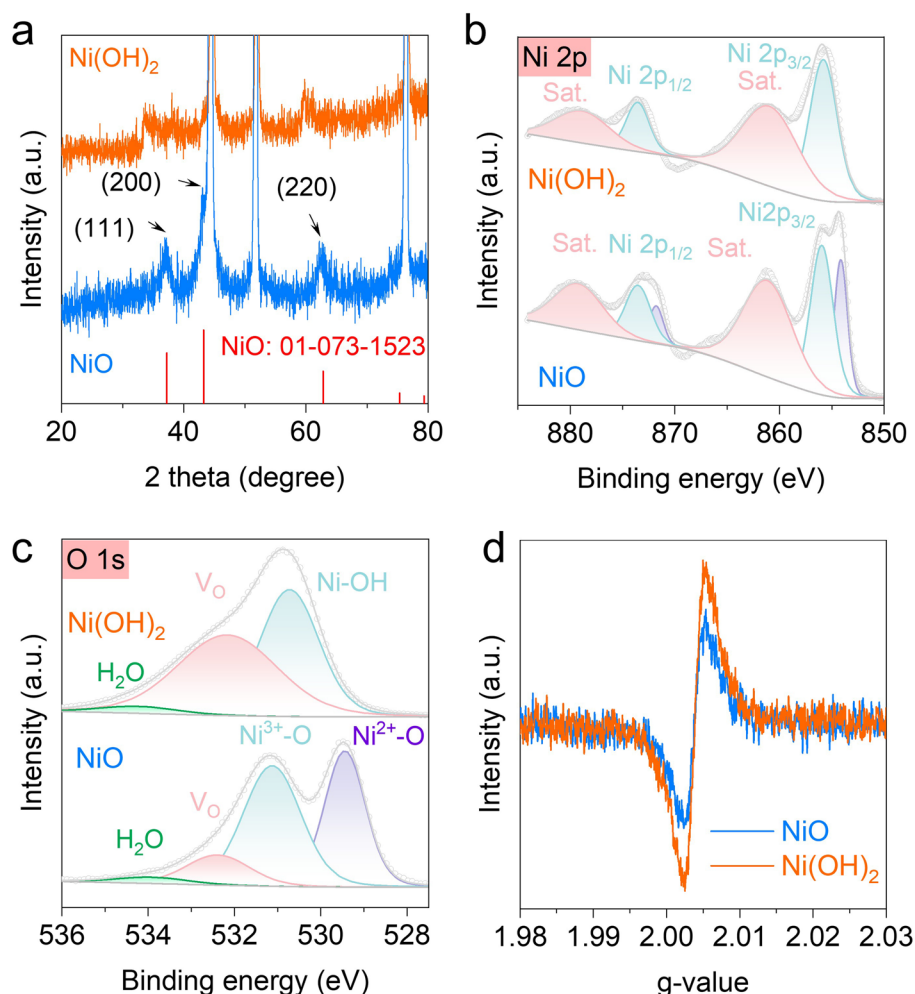 a
Ni(OH)₂
(200)
(220)
(111)
NiO: 01-073-1523
NiO
Intensity (a.u.)
20 40 60 80
2 theta (degree)
b
Ni 2p
Ni 2p₃/₂
Ni 2p₁/₂
Sat.
Sat.
Ni(OH)₂
Ni2p₃/₂
Sat. Ni 2p₁/₂ Sat.
NiO
Intensity (a.u.)
880 870 860 850
Binding energy (eV)
c
O 1s
V_O Ni-OH
Ni(OH)₂
H₂O
Ni³⁺-O Ni²⁺-O
NiO
V_O
H₂O
Intensity (a.u.)
536 534 532 530 528
Binding energy (eV)
d
NiO
Ni(OH)₂
Intensity (a.u.)
1.98 1.99 2.00 2.01 2.02 2.03
g-value